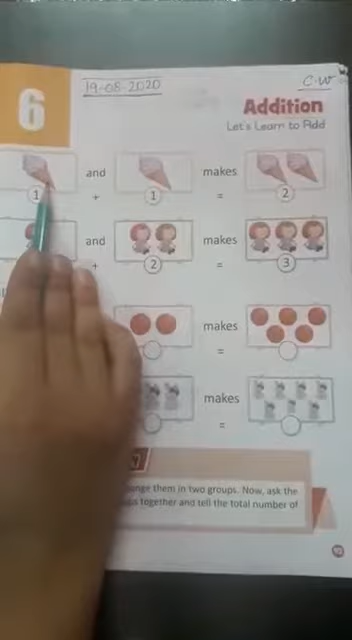 19-08-2020
C.W
6
Addition
Let's Learn to Add
and makes
1 + 1 = 2
and makes
+ 2 = 3
makes
=
makes
=
them in two groups. Now, ask the
together and tell the total number of